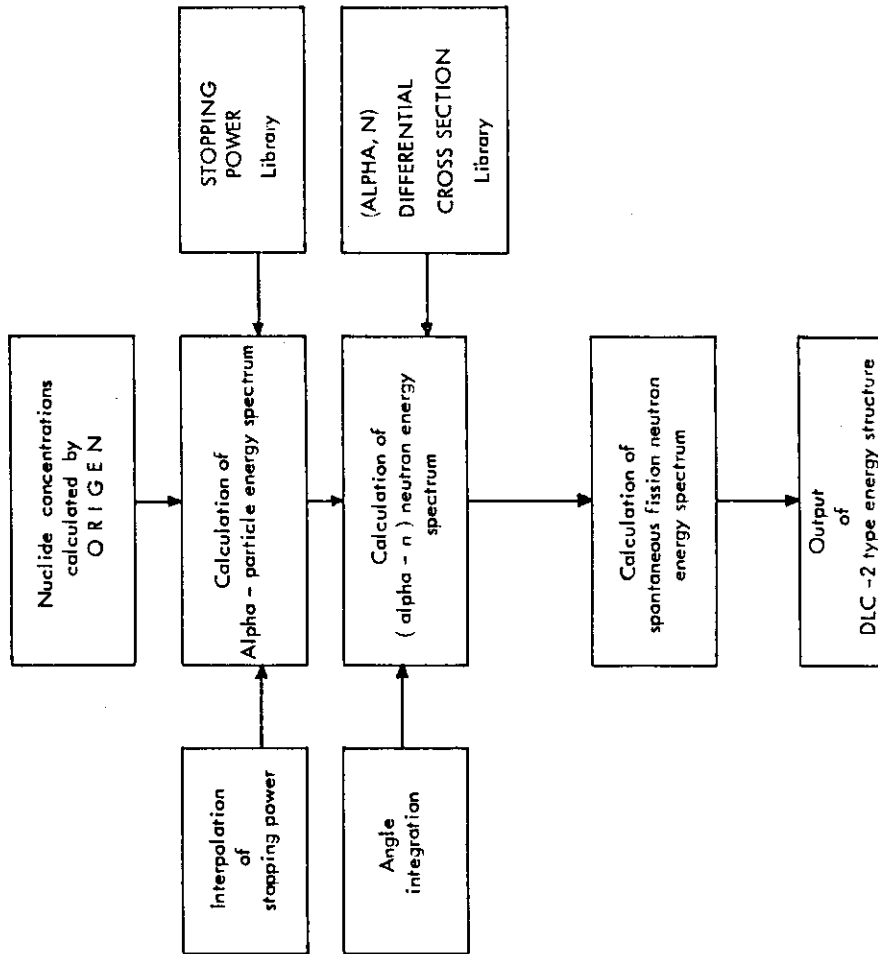 Nuclide concentrations
calculated by
ORIGEN
Interpolation
of
stopping power
Calculation of
Alpha - particle energy spectrum
STOPPING
POWER
Library
Angle
integration
Calculation of
( alpha - n ) neutron energy
spectrum
(ALPHA, N)
DIFFERENTIAL
CROSS SECTION
Library
Calculation of
spontaneous fission neutron
energy spectrum
Output
of
DLC -2 type energy structure